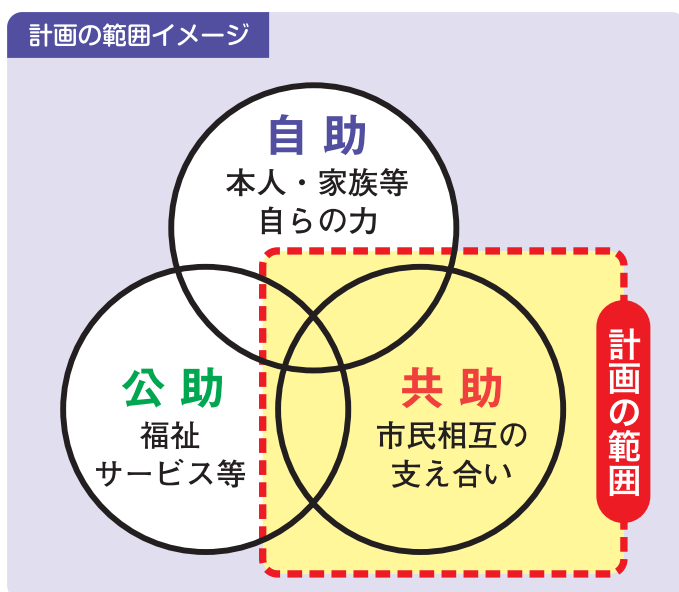 計画の範囲イメージ
自助
本人・家族等
自らの力
公助
福祉
サービス等
共助
市民相互の
支え合い
計画の範囲